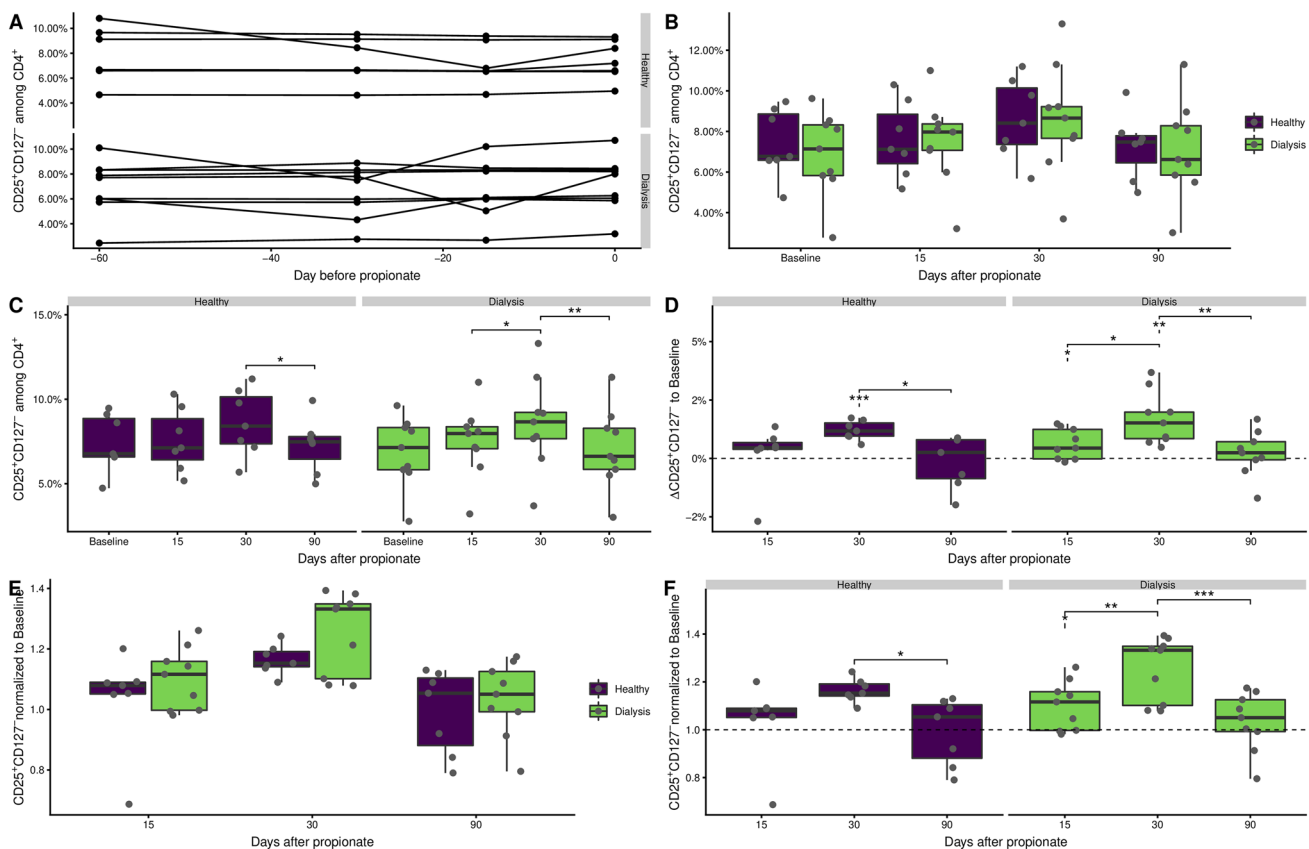 A
CD25⁺CD127⁻ among CD4⁺
10.00%
8.00%
6.00%
4.00%
Healthy
10.00%
8.00%
6.00%
4.00%
Dialysis
−60
−40
−20
0
Day before propionate
B
CD25⁺CD127⁻ among CD4⁺
12.00%
10.00%
8.00%
6.00%
4.00%
Baseline
15
30
90
Days after propionate
Healthy
Dialysis
C
Healthy
Dialysis
CD25⁺CD127⁻ among CD4⁺
15.0%
10.0%
5.0%
*
*
**
Baseline
15
30
90
Baseline
15
30
90
Days after propionate
D
Healthy
Dialysis
ΔCD25⁺CD127⁻ to Baseline
5%
2%
0%
−2%
***
*
*
*
**
**
15
30
90
15
30
90
Days after propionate
E
CD25⁺CD127⁻normalized to Baseline
1.4
1.2
1.0
0.8
15
30
90
Days after propionate
Healthy
Dialysis
F
Healthy
Dialysis
CD25⁺CD127⁻normalized to Baseline
1.4
1.2
1.0
0.8
*
*
**
***
15
30
90
15
30
90
Days after propionate